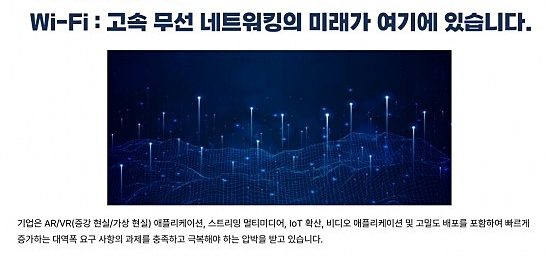 Wi-Fi : 고속 무선 네트워킹의 미래가 여기에 있습니다.
기업은 AR/VR(증강 현실/가상 현실) 애플리케이션, 스트리밍 멀티미디어, IoT 확산, 비디오 애플리케이션 및 고밀도 배포를 포함하여 빠르게
증가하는 대역폭 요구 사항의 과제를 충족하고 극복해야 하는 압박을 받고 있습니다.